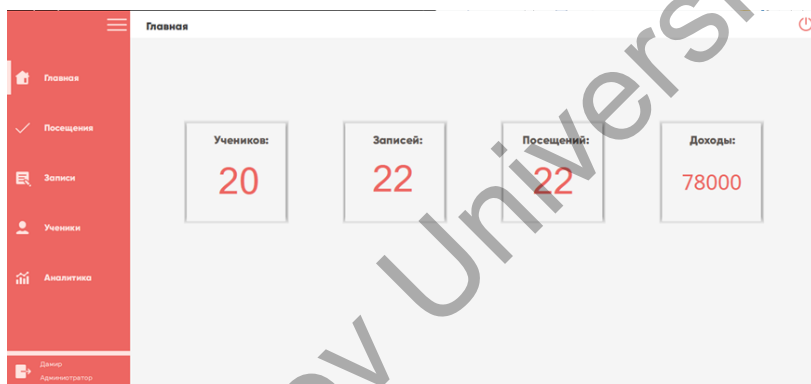 Главная
Главная
Посещения
Записи
Ученики
Аналитика
Дамир
Администратор
Учеников:
20
Записей:
22
Посещений:
22
Доходы:
78000